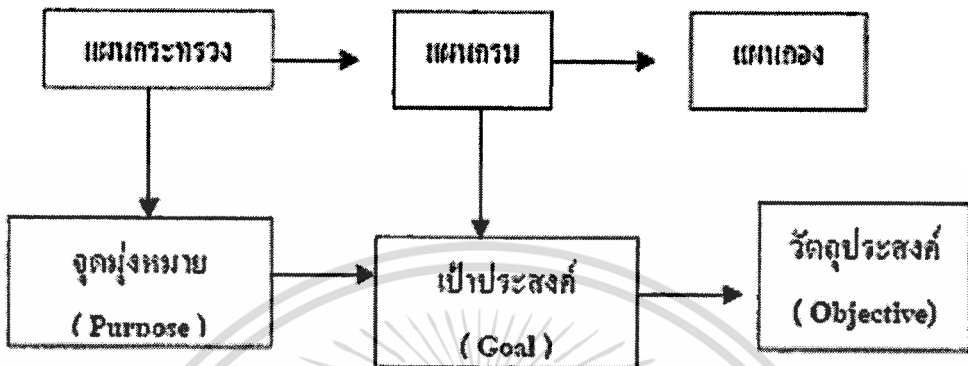 แผนกระทรวง
แผนกรม
แผนกอง
จุดมุ่งหมาย
( Purpose )
เป้าประสงค์
( Goal )
วัตถุประสงค์
( Objective)